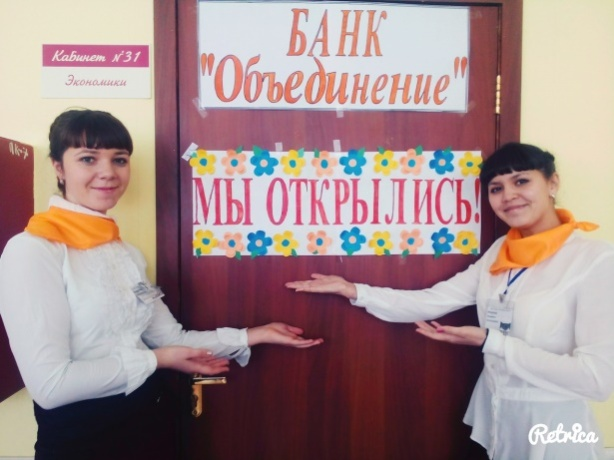 БАНК
"Объединение"
Кабинет №31
Экономики
МЫ ОТКРЫЛИСЬ!
Retrica